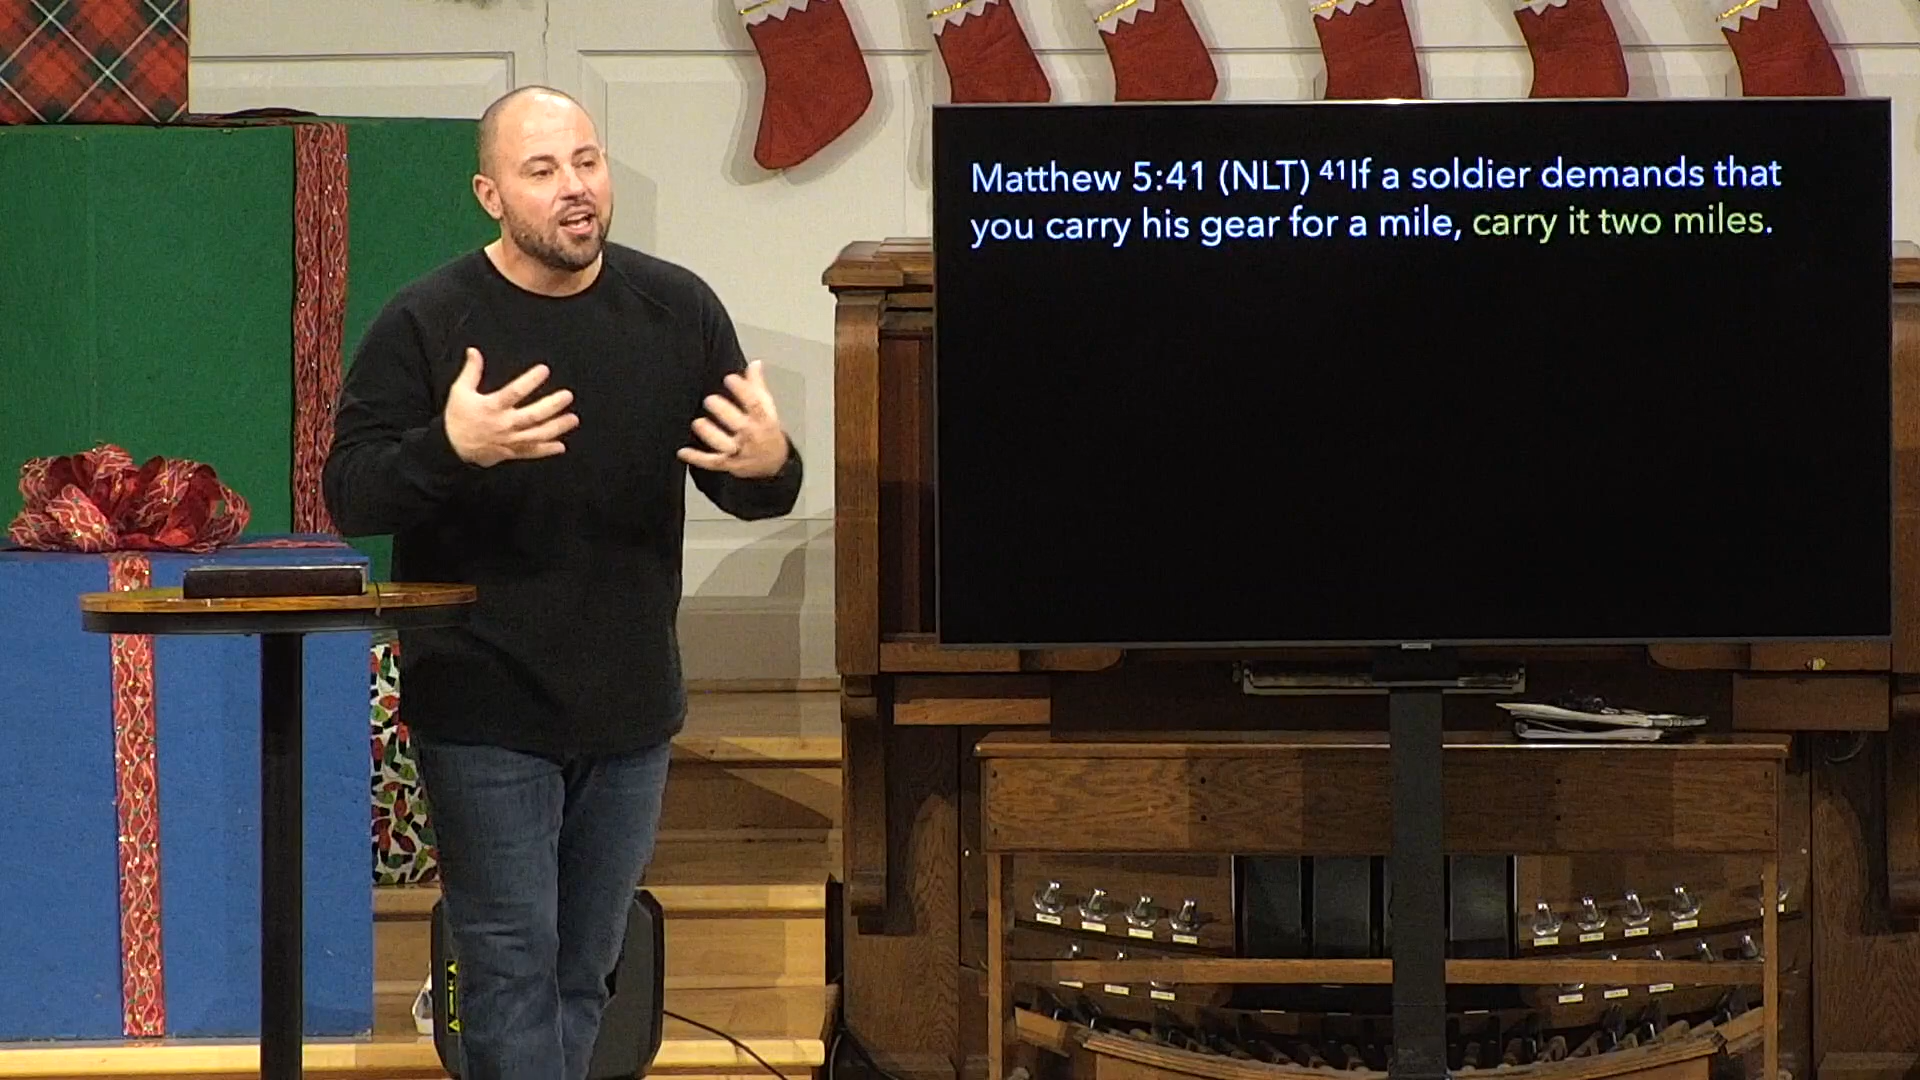 Matthew 5:41 (NLT) ⁴¹If a soldier demands that
you carry his gear for a mile, carry it two miles.